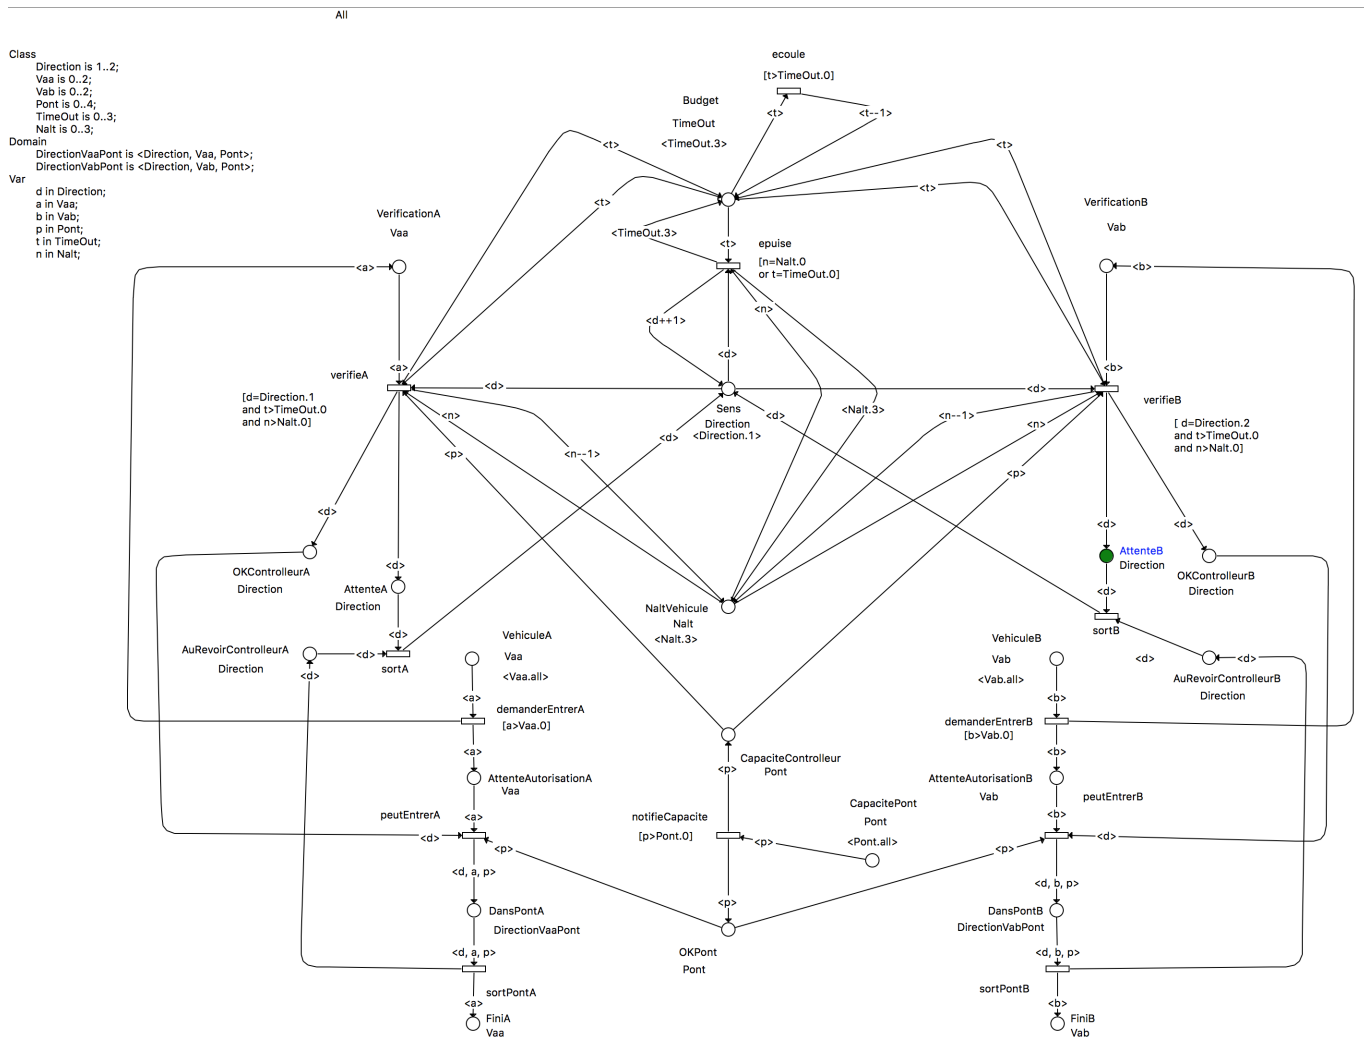 All
Class
Direction is 1..2;
Vaa is 0..2;
Vab is 0..2;
Pont is 0..4;
TimeOut is 0..3;
Nalt is 0..3;
Domain
DirectionVaaPont is <Direction, Vaa, Pont>;
DirectionVabPont is <Direction, Vab, Pont>;
Var
d in Direction;
a in Vaa;
b in Vab;
p in Pont;
t in TimeOut;
n in Nalt;
ecoule
[t>TimeOut.0]
<t>
<t--1>
Budget
TimeOut
<TimeOut.3>
<t>
<t>
<t>
<t>
<TimeOut.3>
<t>
epuise
[n=Nalt.0
or t=TimeOut.0]
VerificationA
Vaa
<a>
VerificationB
Vab
<b>
<d++1>
<n>
<d>
<a>
verifieA
[d=Direction.1
and t>TimeOut.0
and n>Nalt.0]
<d>
<d>
<b>
verifieB
[ d=Direction.2
and t>TimeOut.0
and n>Nalt.0]
Sens
Direction
<Direction.1>
<Nalt.3>
<n>
<p>
<n--1>
<d>
<d>
<n--1>
<n>
<p>
<d>
<d>
<d>
<d>
OKControlleurA
Direction
AttenteA
Direction
<d>
AttenteB
Direction
<d>
OKControlleurB
Direction
sortB
NaltVehicule
Nalt
<Nalt.3>
AuRevoirControlleurA
Direction
<d>
<d>
sortA
<d>
<d>
AuRevoirControlleurB
Direction
VehiculeA
Vaa
<Vaa.all>
<a>
demanderEntrerA
[a>Vaa.0]
<a>
AttenteAutorisationA
Vaa
<a>
peutEntrerA
<d>
<p>
<d, a, p>
DansPontA
DirectionVaaPont
<d, a, p>
sortPontA
<a>
FiniA
Vaa
CapaciteControlleur
Pont
<p>
notifieCapacite
[p>Pont.0]
<p>
CapacitePont
Pont
<Pont.all>
<p>
OKPont
Pont
VehiculeB
Vab
<Vab.all>
<b>
demanderEntrerB
[b>Vab.0]
<b>
AttenteAutorisationB
Vab
<b>
peutEntrerB
<d>
<p>
<d, b, p>
DansPontB
DirectionVabPont
<d, b, p>
sortPontB
<b>
FiniB
Vab